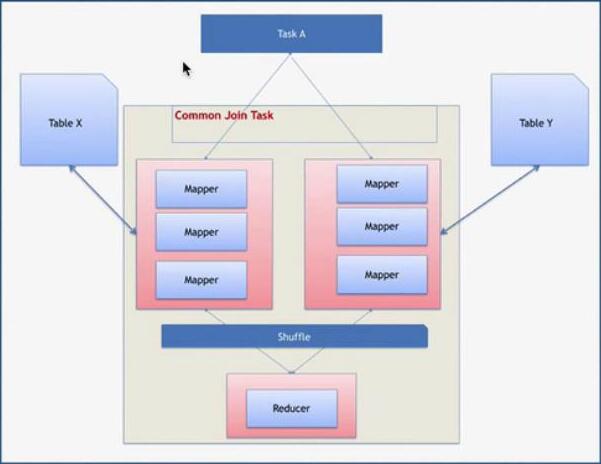 Task A
Common Join Task
Table X
Table Y
Mapper
Mapper
Mapper
Mapper
Mapper
Mapper
Shuffle
Reducer